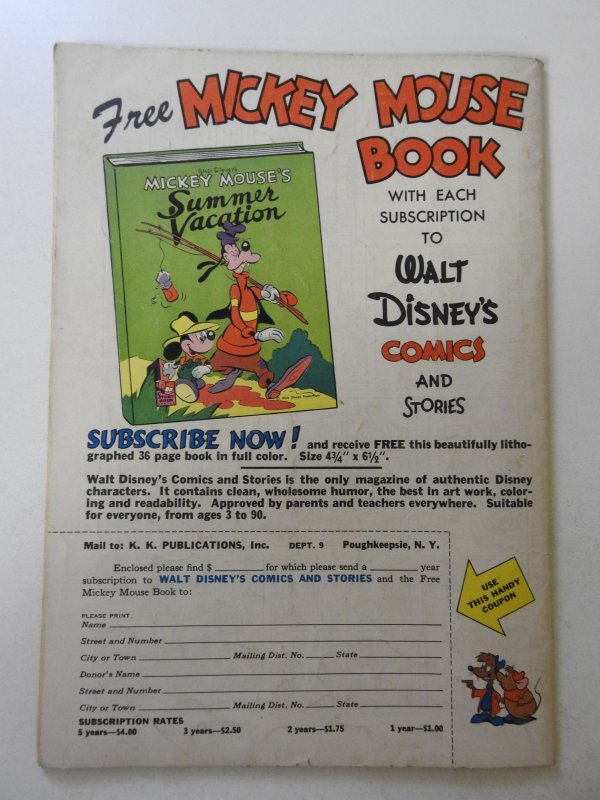 Free MICKEY MOUSE
BOOK
WITH EACH
SUBSCRIPTION
TO
WALT
DISNEY'S
COMICS
AND
STORIES
Walt Disney's
MICKEY MOUSE'S
Summer
Vacation
STORY
HOUR
SUBSCRIBE NOW! and receive FREE this beautifully litho-
graphed 36 page book in full color. Size 4¾" x 6½".
Walt Disney's Comics and Stories is the only magazine of authentic Disney
characters. It contains clean, wholesome humor, the best in art work, color-
ing and readability. Approved by parents and teachers everywhere. Suitable
for everyone, from ages 3 to 90.
Mail to: K. K. PUBLICATIONS, Inc. DEPT. 9 Poughkeepsie, N. Y.
Enclosed please find $ ________ for which please send a ________ year
subscription to WALT DISNEY'S COMICS AND STORIES and the Free
Mickey Mouse Book to:
PLEASE PRINT
Name
Street and Number
City or Town Mailing Dist. No. State
Donor's Name
Street and Number
City or Town Mailing Dist. No. State
SUBSCRIPTION RATES
5 years—$4.00 3 years—$2.50 2 years—$1.75 1 year—$1.00
USE
THIS HANDY
COUPON